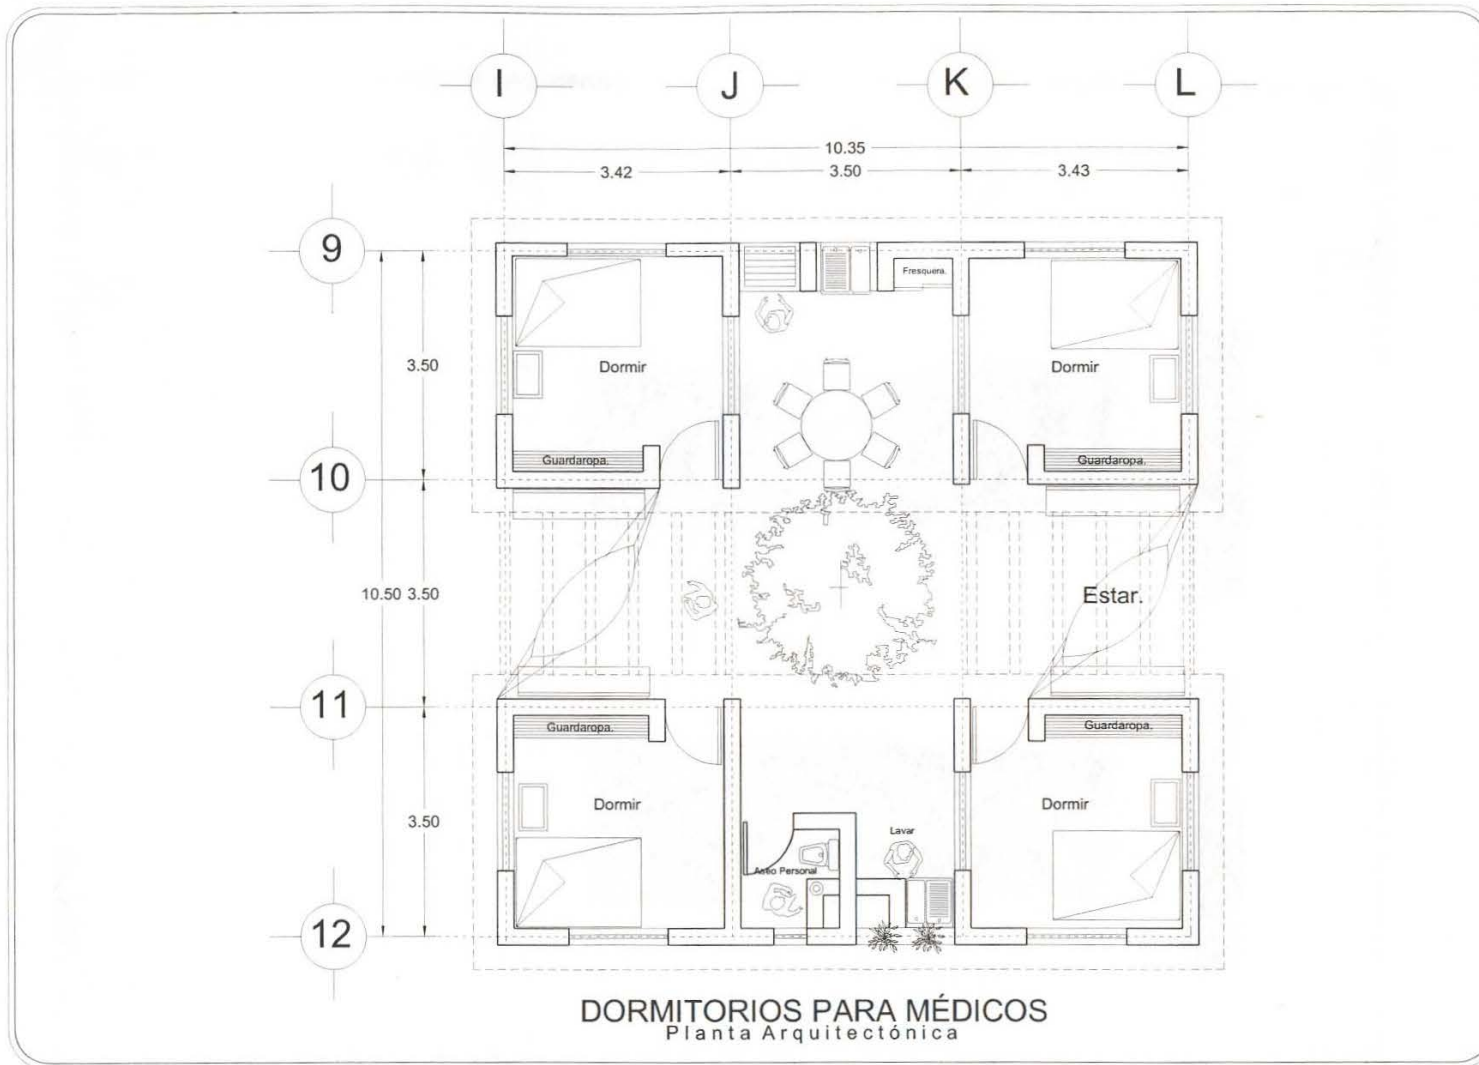 I J K L
10.35
3.42 3.50 3.43
9
Fresquera.
3.50
Dormir Dormir
Guardaropa. Guardaropa.
10
10.50 3.50
Estar.
11
Guardaropa. Guardaropa.
Dormir Dormir
3.50
Lavar
Aseo Personal
12
DORMITORIOS PARA MÉDICOS
Planta Arquitectónica